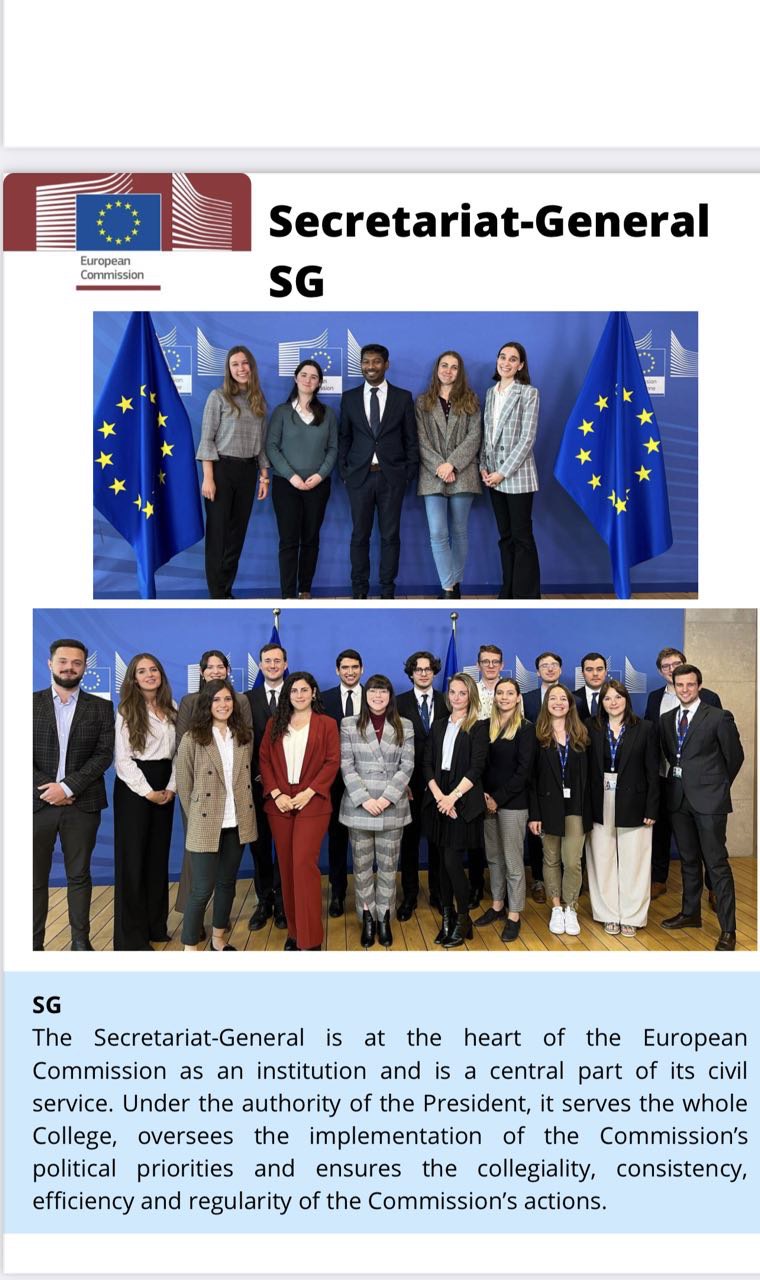 European
Commission
Secretariat-General
SG
SG
The Secretariat-General is at the heart of the European
Commission as an institution and is a central part of its civil
service. Under the authority of the President, it serves the whole
College, oversees the implementation of the Commission’s
political priorities and ensures the collegiality, consistency,
efficiency and regularity of the Commission’s actions.